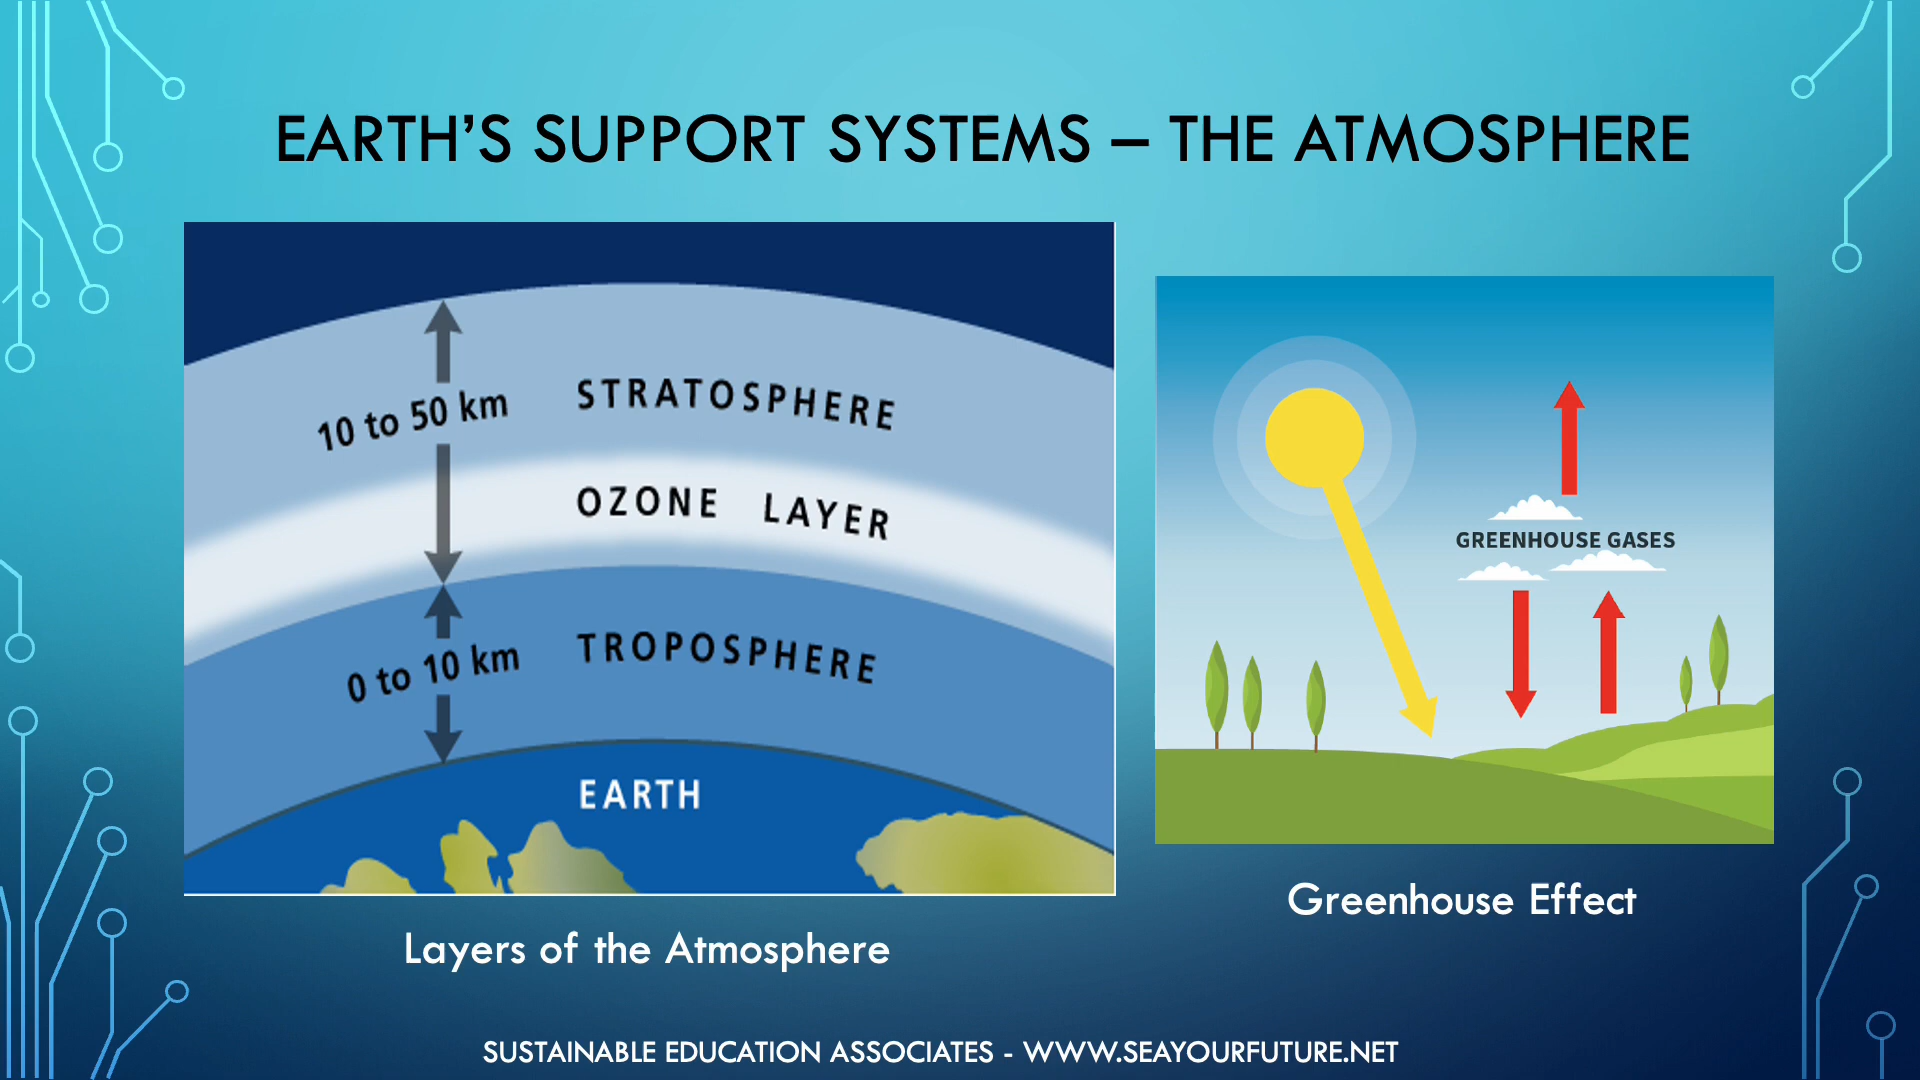 EARTH’S SUPPORT SYSTEMS – THE ATMOSPHERE
10 to 50 km
STRATOSPHERE
OZONE LAYER
0 to 10 km
TROPOSPHERE
EARTH
Layers of the Atmosphere
GREENHOUSE GASES
Greenhouse Effect
SUSTAINABLE EDUCATION ASSOCIATES - WWW.SEAYOURFUTURE.NET